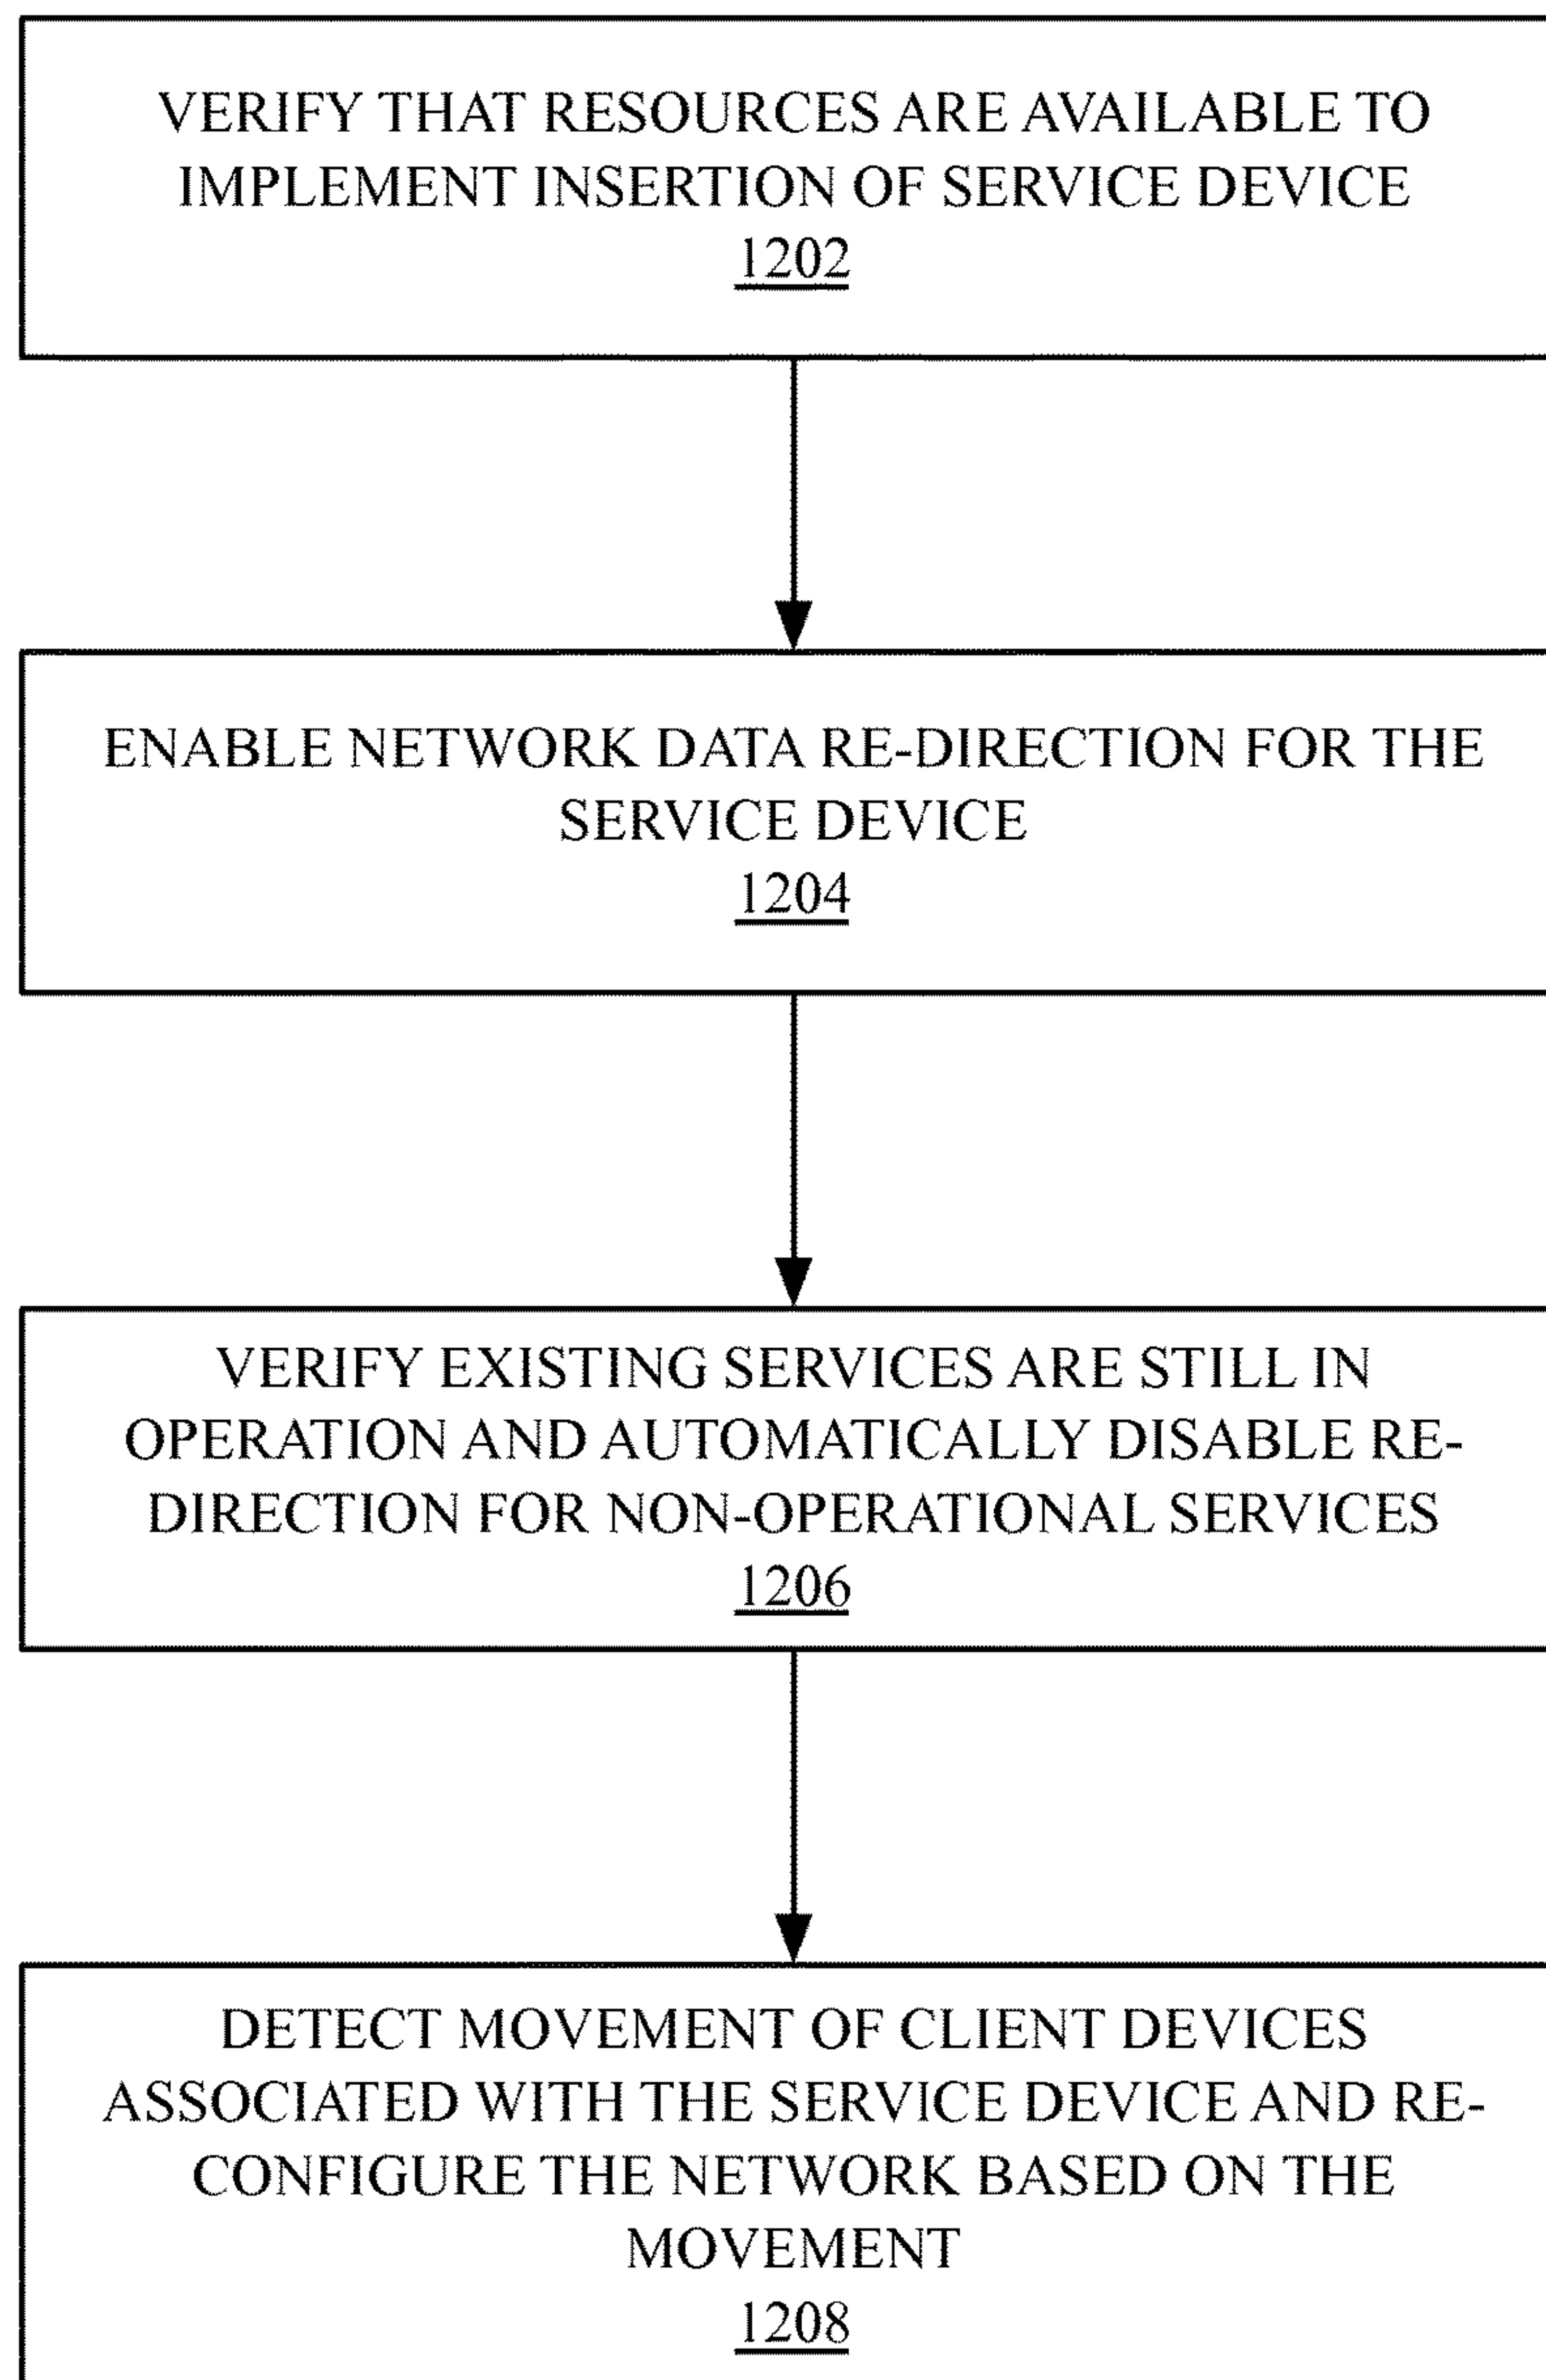 VERIFY THAT RESOURCES ARE AVAILABLE TO
IMPLEMENT INSERTION OF SERVICE DEVICE
1202
ENABLE NETWORK DATA RE-DIRECTION FOR THE
SERVICE DEVICE
1204
VERIFY EXISTING SERVICES ARE STILL IN
OPERATION AND AUTOMATICALLY DISABLE RE-
DIRECTION FOR NON-OPERATIONAL SERVICES
1206
DETECT MOVEMENT OF CLIENT DEVICES
ASSOCIATED WITH THE SERVICE DEVICE AND RE-
CONFIGURE THE NETWORK BASED ON THE
MOVEMENT
1208